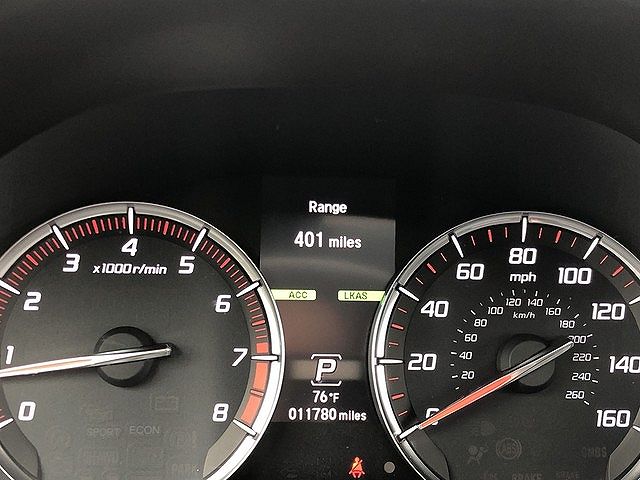 Range
401 miles
ACC LKAS
P
76°F
011780 miles
0 1 2 3 4 5 6 7 8
x1000r/min
SPORT ECON
0 20 40 60 80 100 120 140 160
mph
20 40 60 80 100 120 140 160 180 200 220 240 260
km/h
ABS
BRAKE